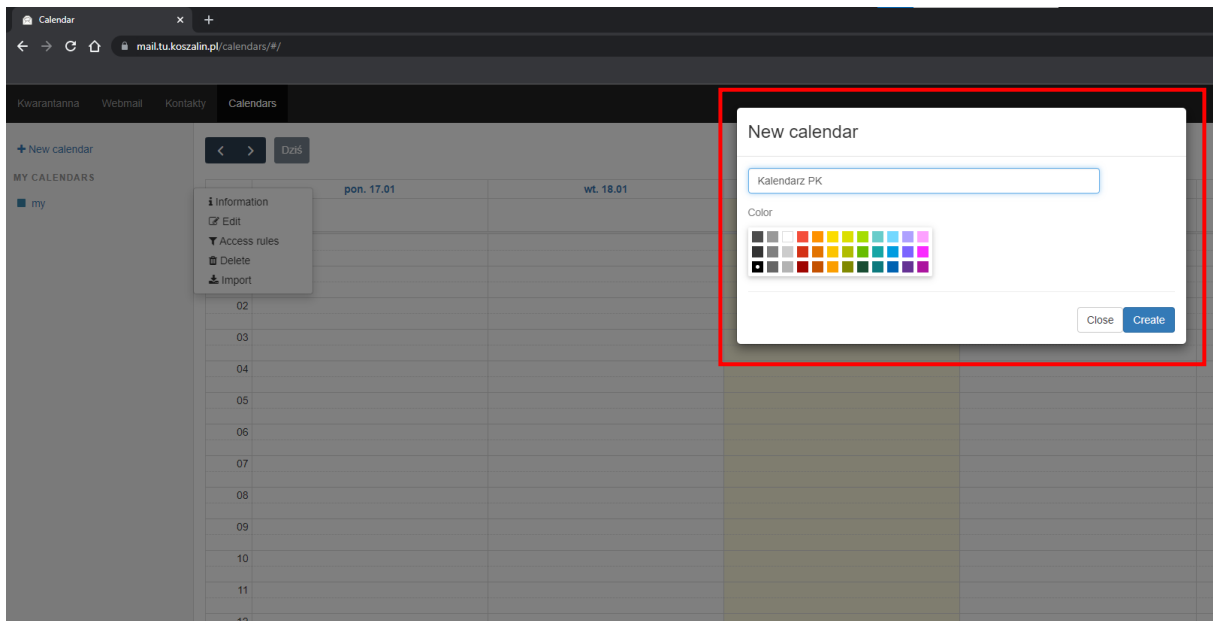 Calendar
mail.tu.koszalin.pl/calendars/#/
Kwarantanna Webmail Kontakty Calendars
New calendar
MY CALENDARS
my
Dziś
pon. 17.01 wt. 18.01
Information
Edit
Access rules
Delete
Import
02
03
04
05
06
07
08
09
10
11
12
New calendar
Kalendarz PK
Color
Close Create